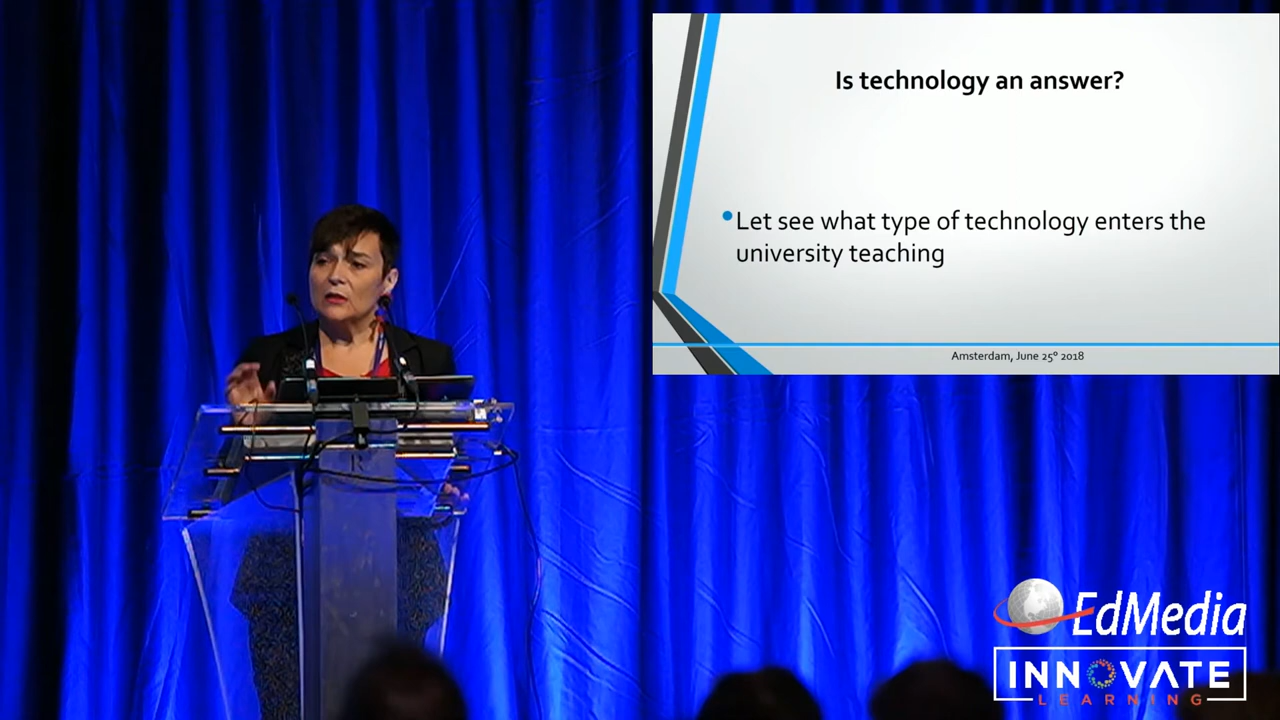 Is technology an answer?
Let see what type of technology enters the
university teaching
Amsterdam, June 25º 2018
R
EdMedia
INNOVATE
LEARNING